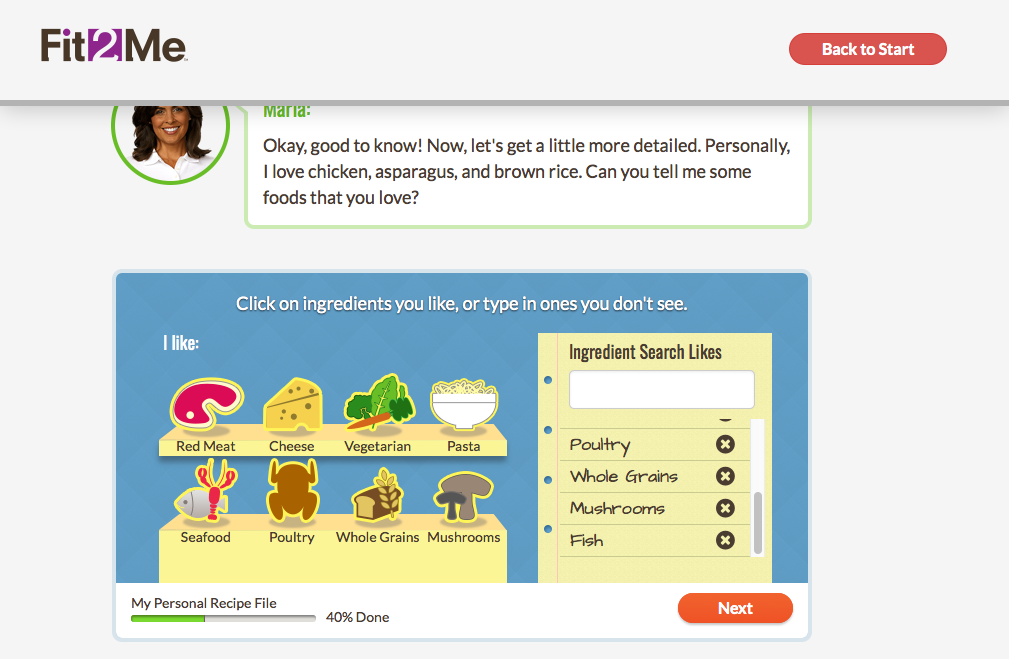 Fit2Me
Back to Start
Maria:
Okay, good to know! Now, let's get a little more detailed. Personally,
I love chicken, asparagus, and brown rice. Can you tell me some
foods that you love?
Click on ingredients you like, or type in ones you don't see.
I like:
Red Meat Cheese Vegetarian Pasta
Seafood Poultry Whole Grains Mushrooms
Ingredient Search Likes
Poultry
Whole Grains
Mushrooms
Fish
My Personal Recipe File
40% Done
Next